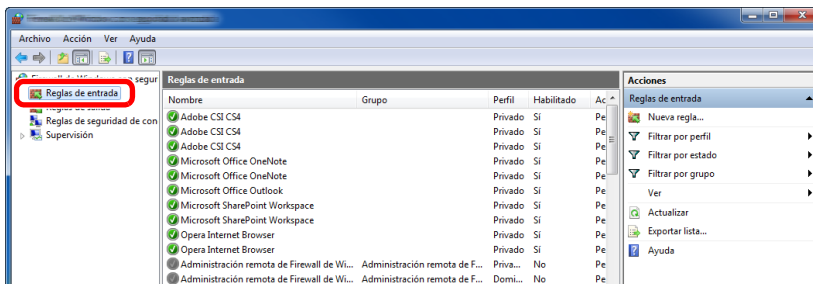 Archivo Acción Ver Ayuda
Reglas de entrada
Reglas de seguridad de con
Supervisión
Reglas de entrada
Nombre Grupo Perfil Habilitado Ac
Adobe CSI CS4 Privado Sí Pe
Adobe CSI CS4 Privado Sí Pe
Adobe CSI CS4 Privado Sí Pe
Microsoft Office OneNote Privado Sí Pe
Microsoft Office OneNote Privado Sí Pe
Microsoft Office Outlook Privado Sí Pe
Microsoft SharePoint Workspace Privado Sí Pe
Microsoft SharePoint Workspace Privado Sí Pe
Opera Internet Browser Privado Sí Pe
Opera Internet Browser Privado Sí Pe
Administración remota de Firewall de Wi... Administración remota de F... Priva... No Pe
Administración remota de Firewall de Wi... Administración remota de F... Domi... No Pe
Acciones
Reglas de entrada
Nueva regla...
Filtrar por perfil
Filtrar por estado
Filtrar por grupo
Ver
Actualizar
Exportar lista...
Ayuda